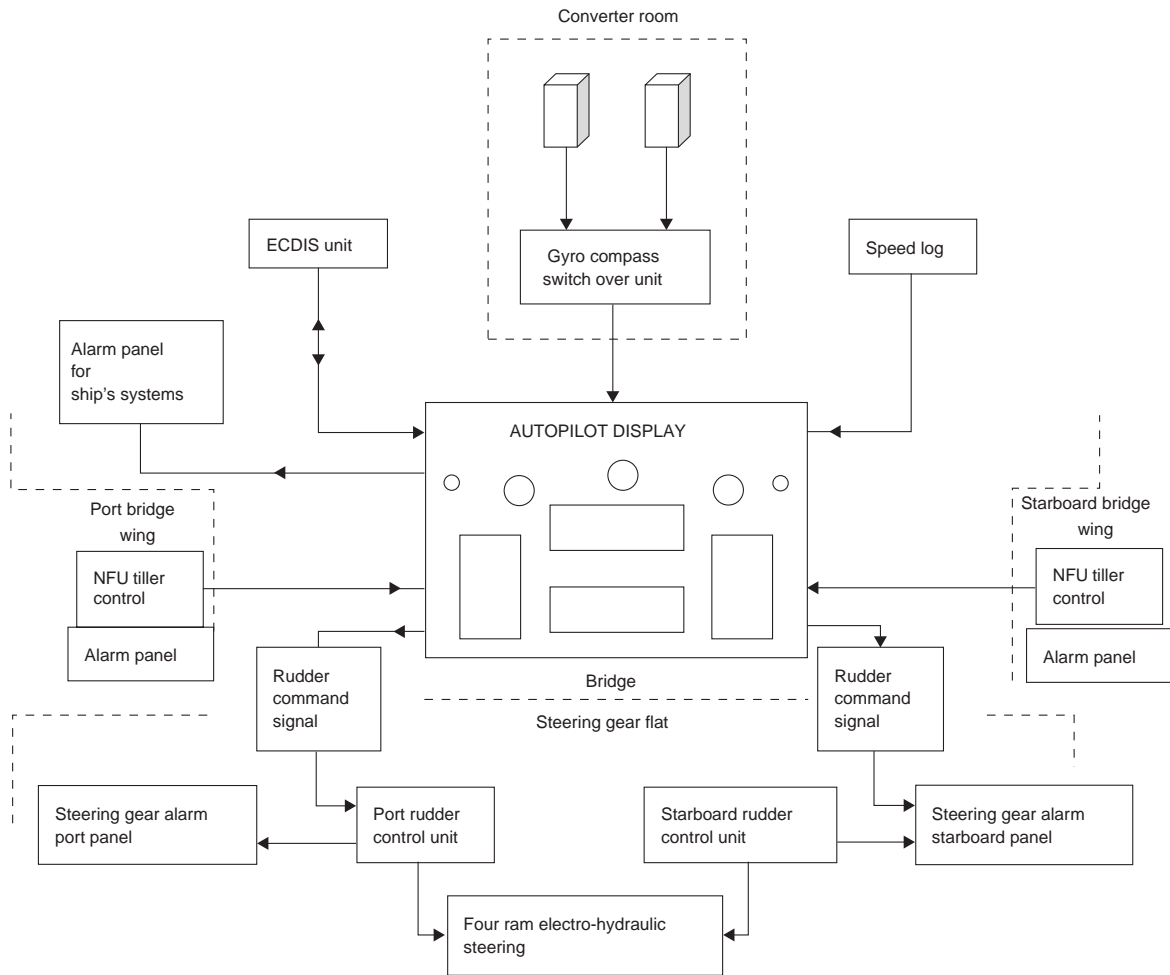 Converter room
ECDIS unit
Gyro compass
switch over unit
Speed log
Alarm panel
for
ship's systems
AUTOPILOT DISPLAY
Port bridge
wing
Starboard bridge
wing
NFU tiller
control
NFU tiller
control
Alarm panel
Alarm panel
Rudder
command
signal
Bridge
Steering gear flat
Rudder
command
signal
Steering gear alarm
port panel
Port rudder
control unit
Starboard rudder
control unit
Steering gear alarm
starboard panel
Four ram electro-hydraulic
steering